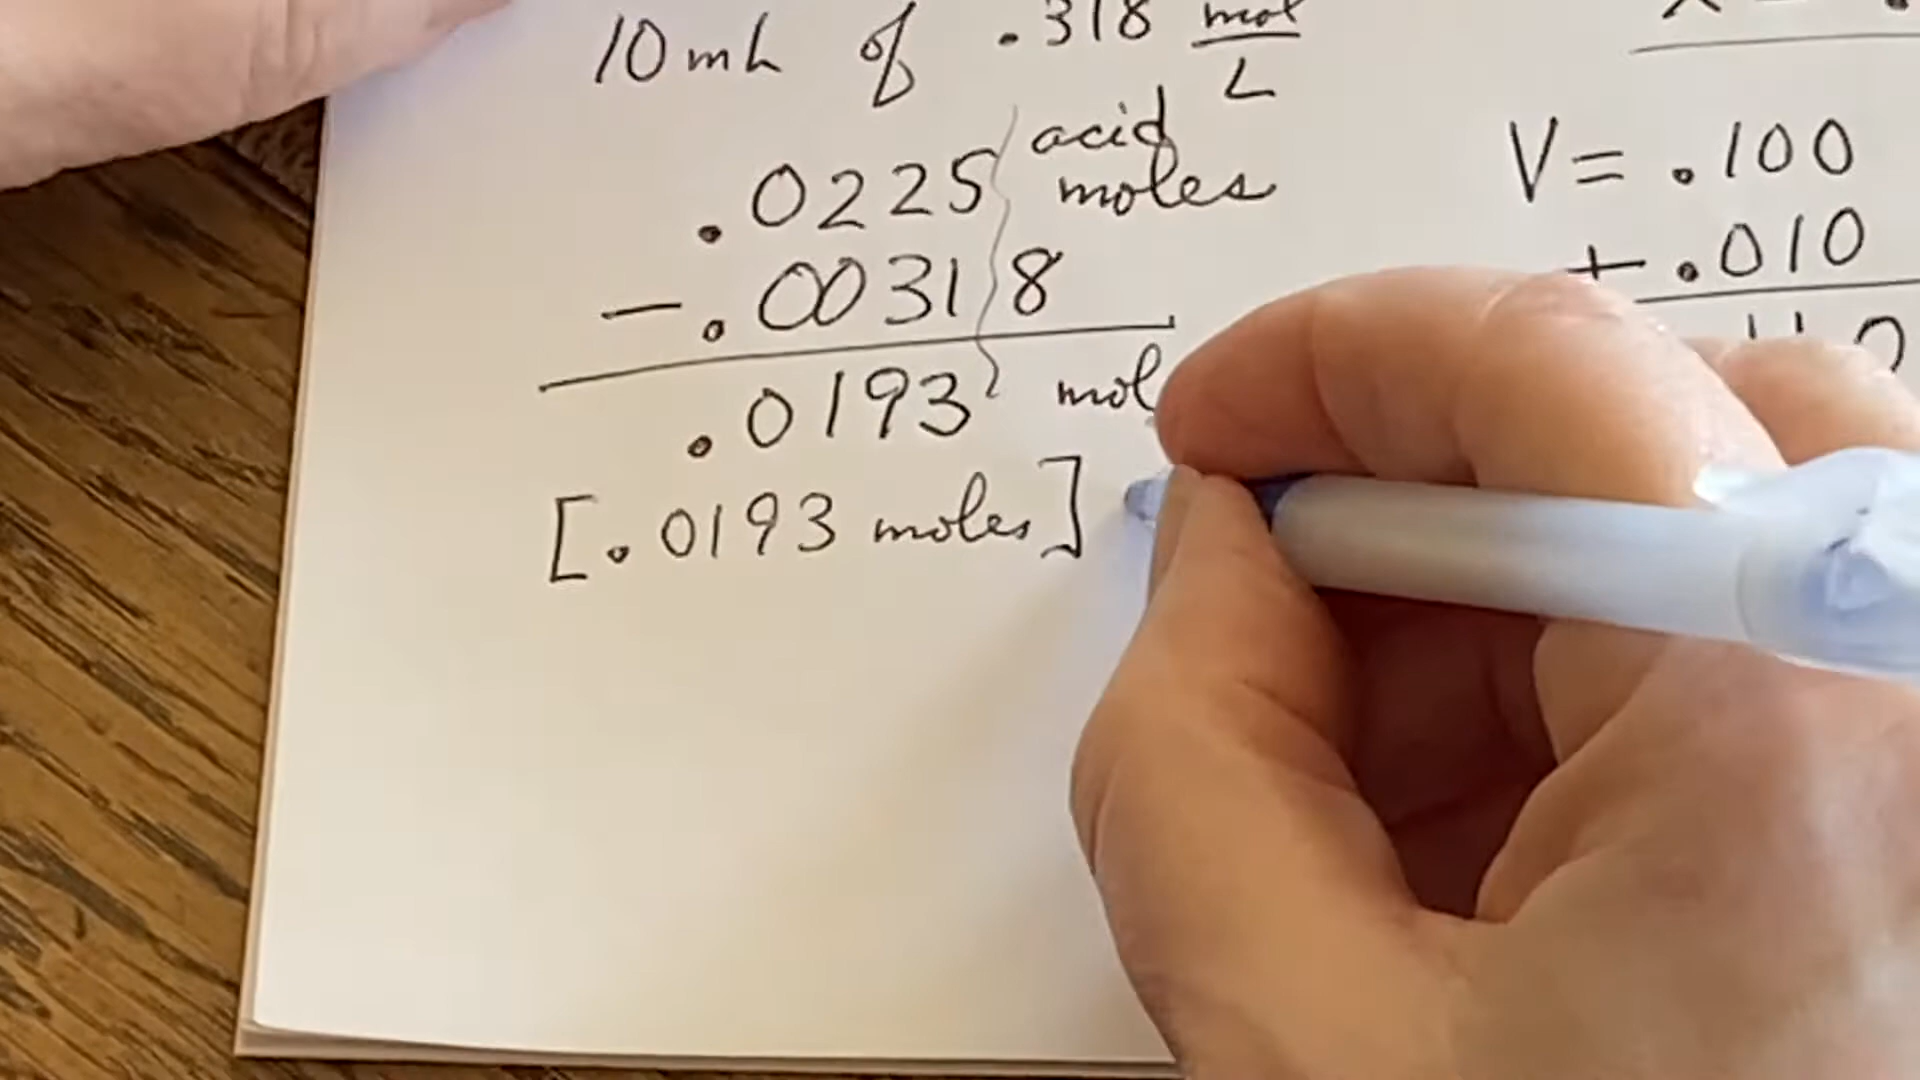 10 mL of .318 mol
L
acid
.0225 moles
- .00318
.0193 mol
[.0193 moles]
V = .100
+ .010